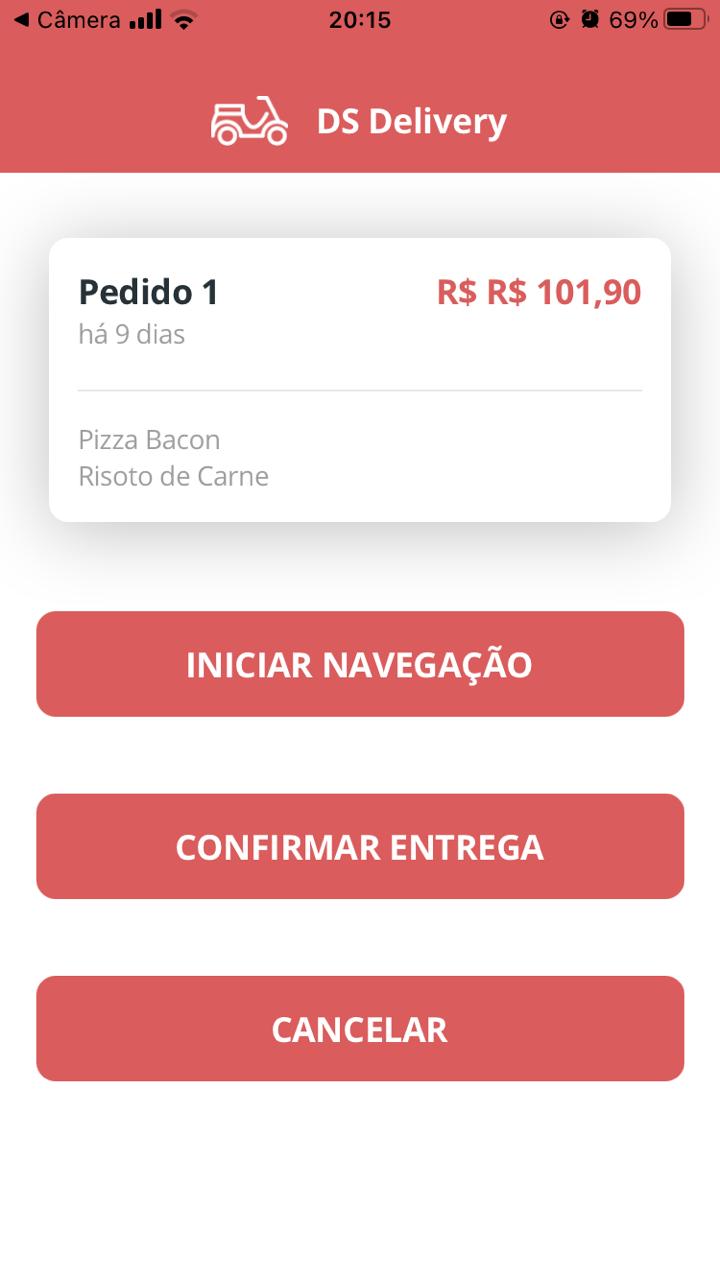 Câmera 20:15 69%
DS Delivery
Pedido 1 R$ R$ 101,90
há 9 dias
Pizza Bacon
Risoto de Carne
INICIAR NAVEGAÇÃO
CONFIRMAR ENTREGA
CANCELAR